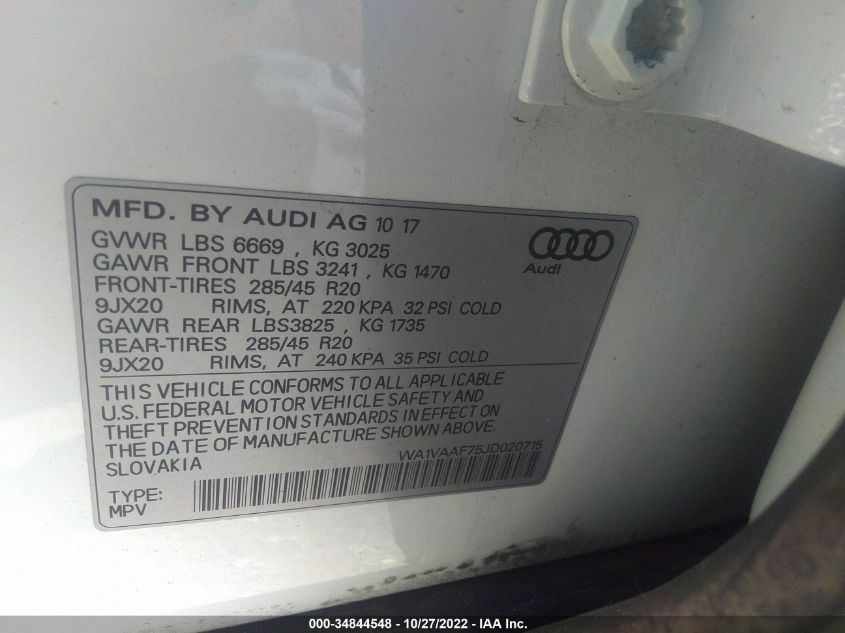 MFD. BY AUDI AG 10 17
GVWR LBS 6669 , KG 3025
GAWR FRONT LBS 3241 , KG 1470
FRONT-TIRES 285/45 R20
9JX20 RIMS, AT 220 KPA 32 PSI COLD
GAWR REAR LBS3825 , KG 1735
REAR-TIRES 285/45 R20
9JX20 RIMS, AT 240 KPA 35 PSI COLD
Audi
THIS VEHICLE CONFORMS TO ALL APPLICABLE
U.S. FEDERAL MOTOR VEHICLE SAFETY AND
THEFT PREVENTION STANDARDS IN EFFECT ON
THE DATE OF MANUFACTURE SHOWN ABOVE.
SLOVAKIA
WA1VAAF75JD020715
TYPE:
MPV
000-34844548 - 10/27/2022 - IAA Inc.